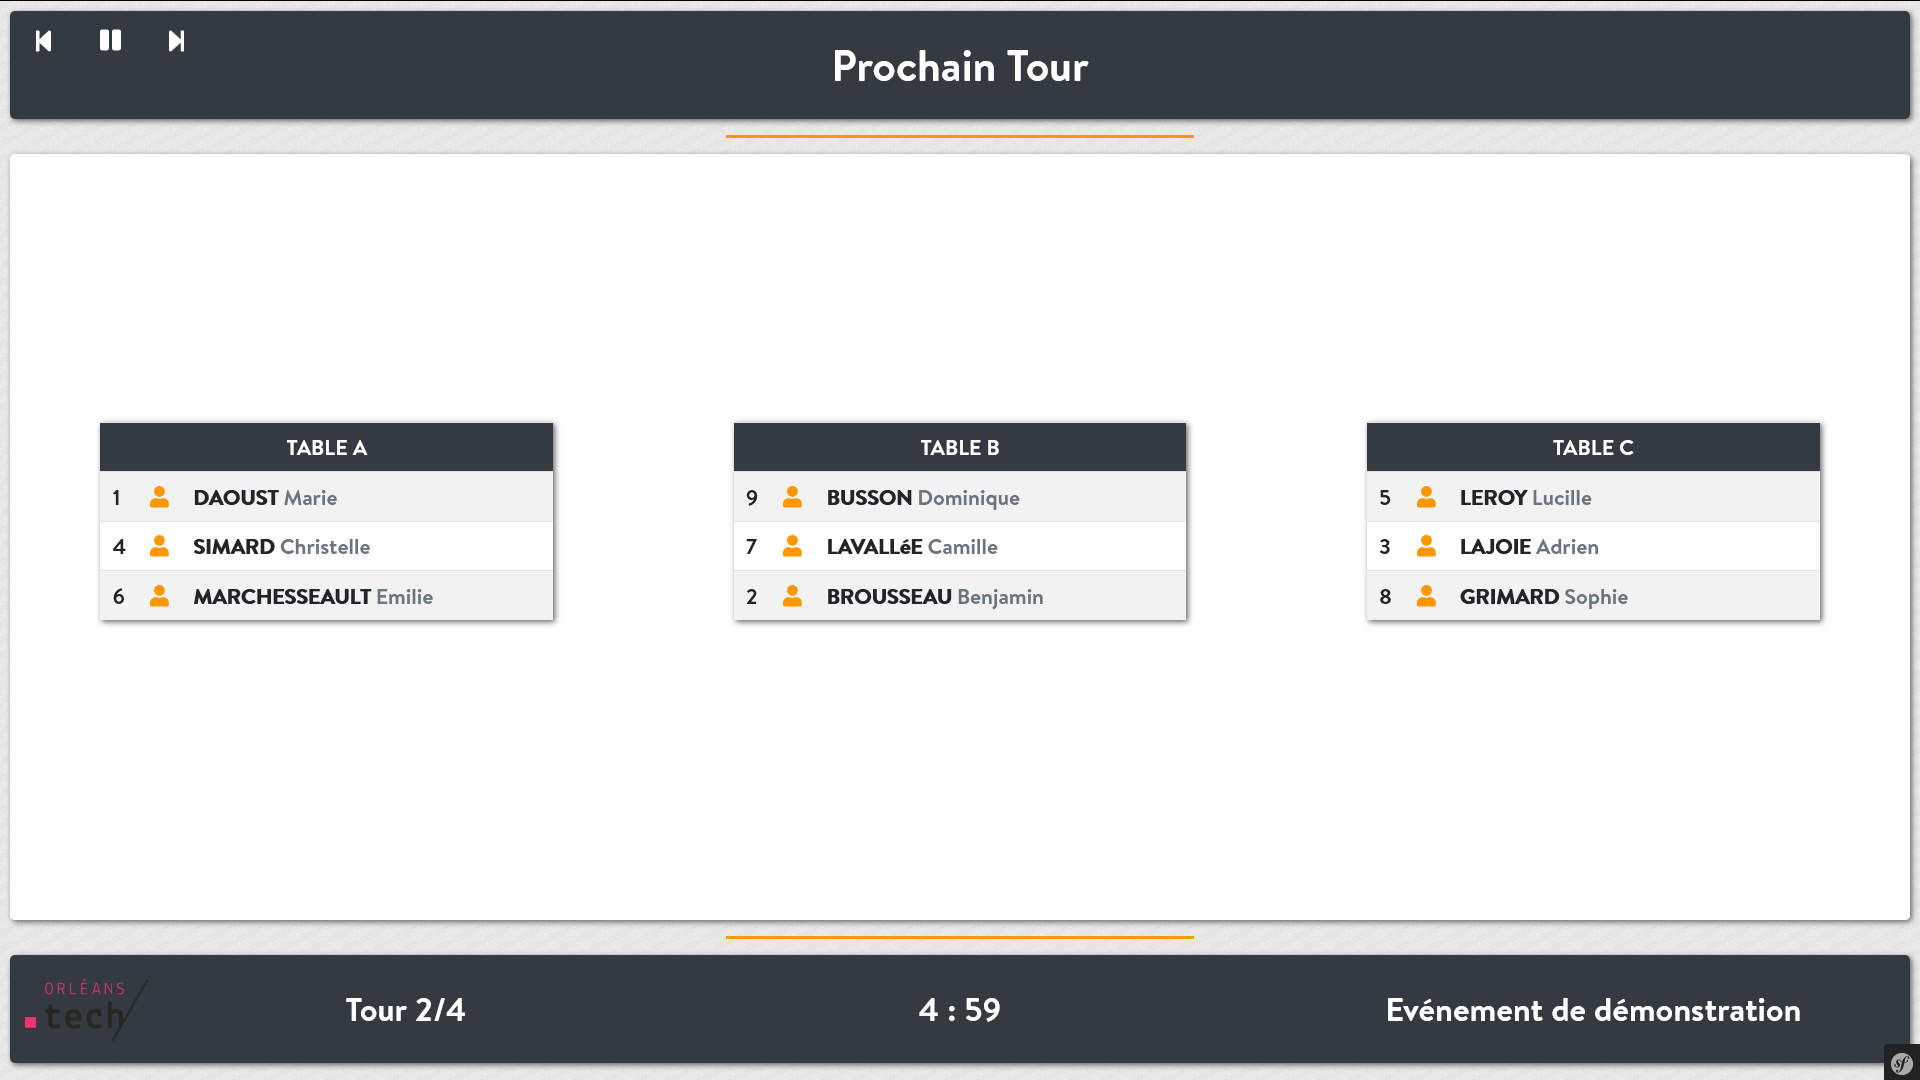 Prochain Tour
TABLE A
1 DAOUST Marie
4 SIMARD Christelle
6 MARCHESSEAULT Emilie
TABLE B
9 BUSSON Dominique
7 LAVALLéE Camille
2 BROUSSEAU Benjamin
TABLE C
5 LEROY Lucille
3 LAJOIE Adrien
8 GRIMARD Sophie
ORLÉANS
tech
Tour 2/4
4 : 59
Evénement de démonstration
sf